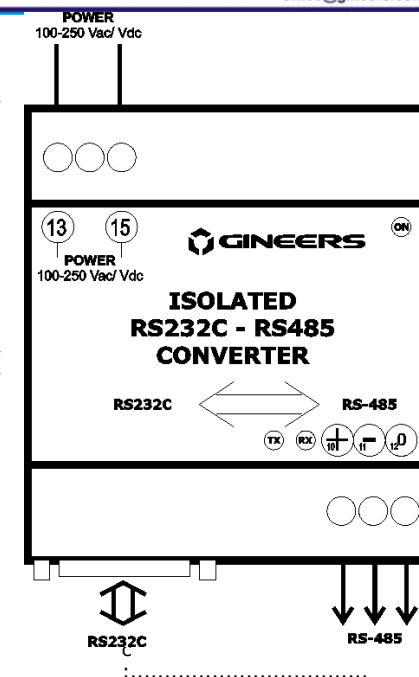 POWER
100-250 Vac/ Vdc
13 15
GINEERS
ON
POWER
100-250 Vac/ Vdc
ISOLATED
RS232C - RS485
CONVERTER
RS232C RS-485
TX RX + 10 - 11 0 12
RS232C RS-485
C
:..................................